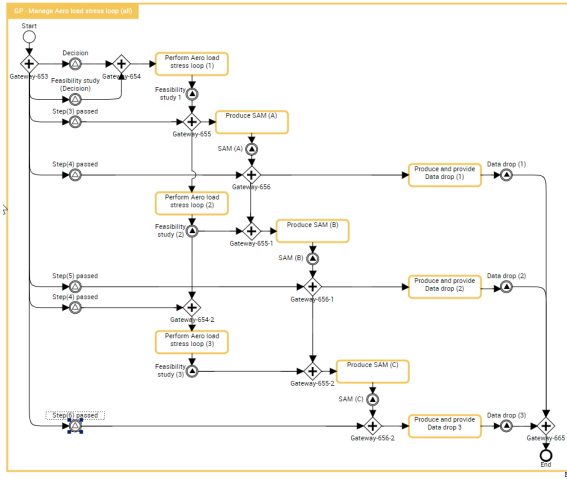 GP - Manage Aero load stress loop (all)
Start
Decision
Gateway-653
Gateway-654
Perform Aero load
stress loop (1)
Feasibility study
(Decision)
Feasibility
study 1
Step(3) passed
Gateway-655
Produce SAM (A)
SAM (A)
Step(4) passed
Gateway-656
Produce and provide
Data drop (1)
Data drop (1)
Perform Aero load
stress loop (2)
Feasibility
study (2)
Gateway-655-1
Produce SAM (B)
SAM (B)
Step(5) passed
Gateway-656-1
Produce and provide
Data drop (2)
Data drop (2)
Step(4) passed
Gateway-654-2
Perform Aero load
stress loop (3)
Feasibility
study (3)
Gateway-655-2
Produce SAM (C)
SAM (C)
Step(6) passed
Gateway-656-2
Produce and provide
Data drop 3
Data drop (3)
Gateway-665
End